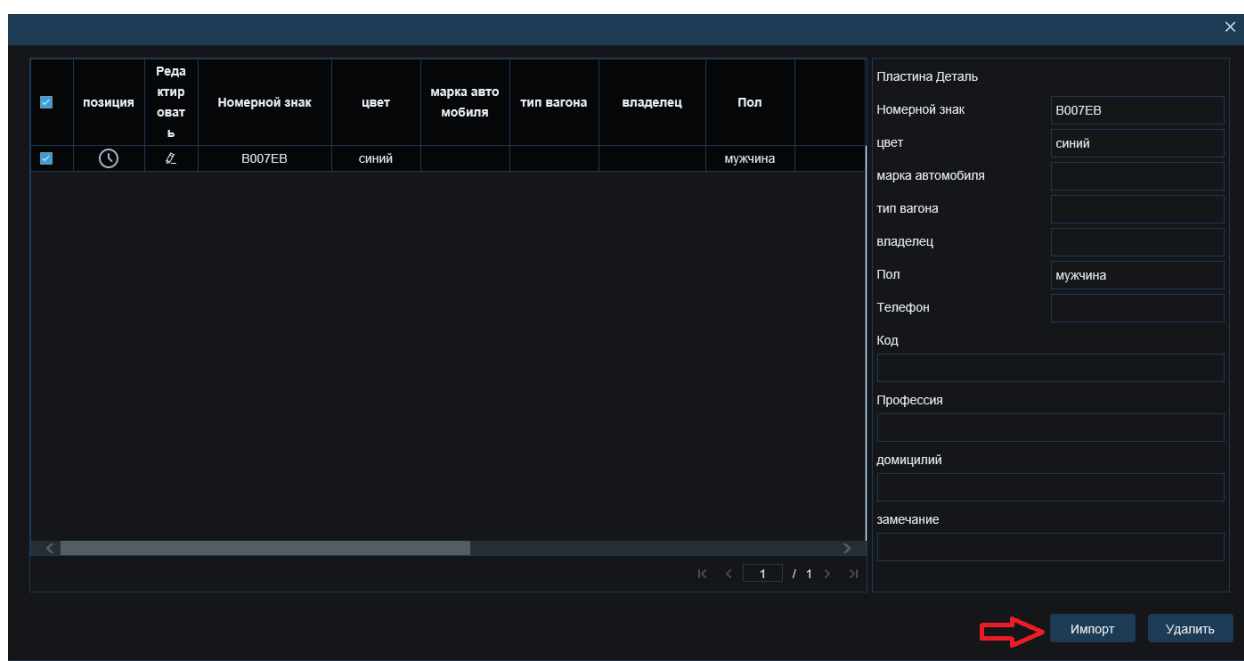 позиция
Реда
ктир
оват
ь
Номерной знак
цвет
марка авто
мобиля
тип вагона
владелец
Пол
B007EB
синий
мужчина
1 / 1
Пластина Деталь
Номерной знак B007EB
цвет синий
марка автомобиля
тип вагона
владелец
Пол мужчина
Телефон
Код
Профессия
домицилий
замечание
Импорт Удалить